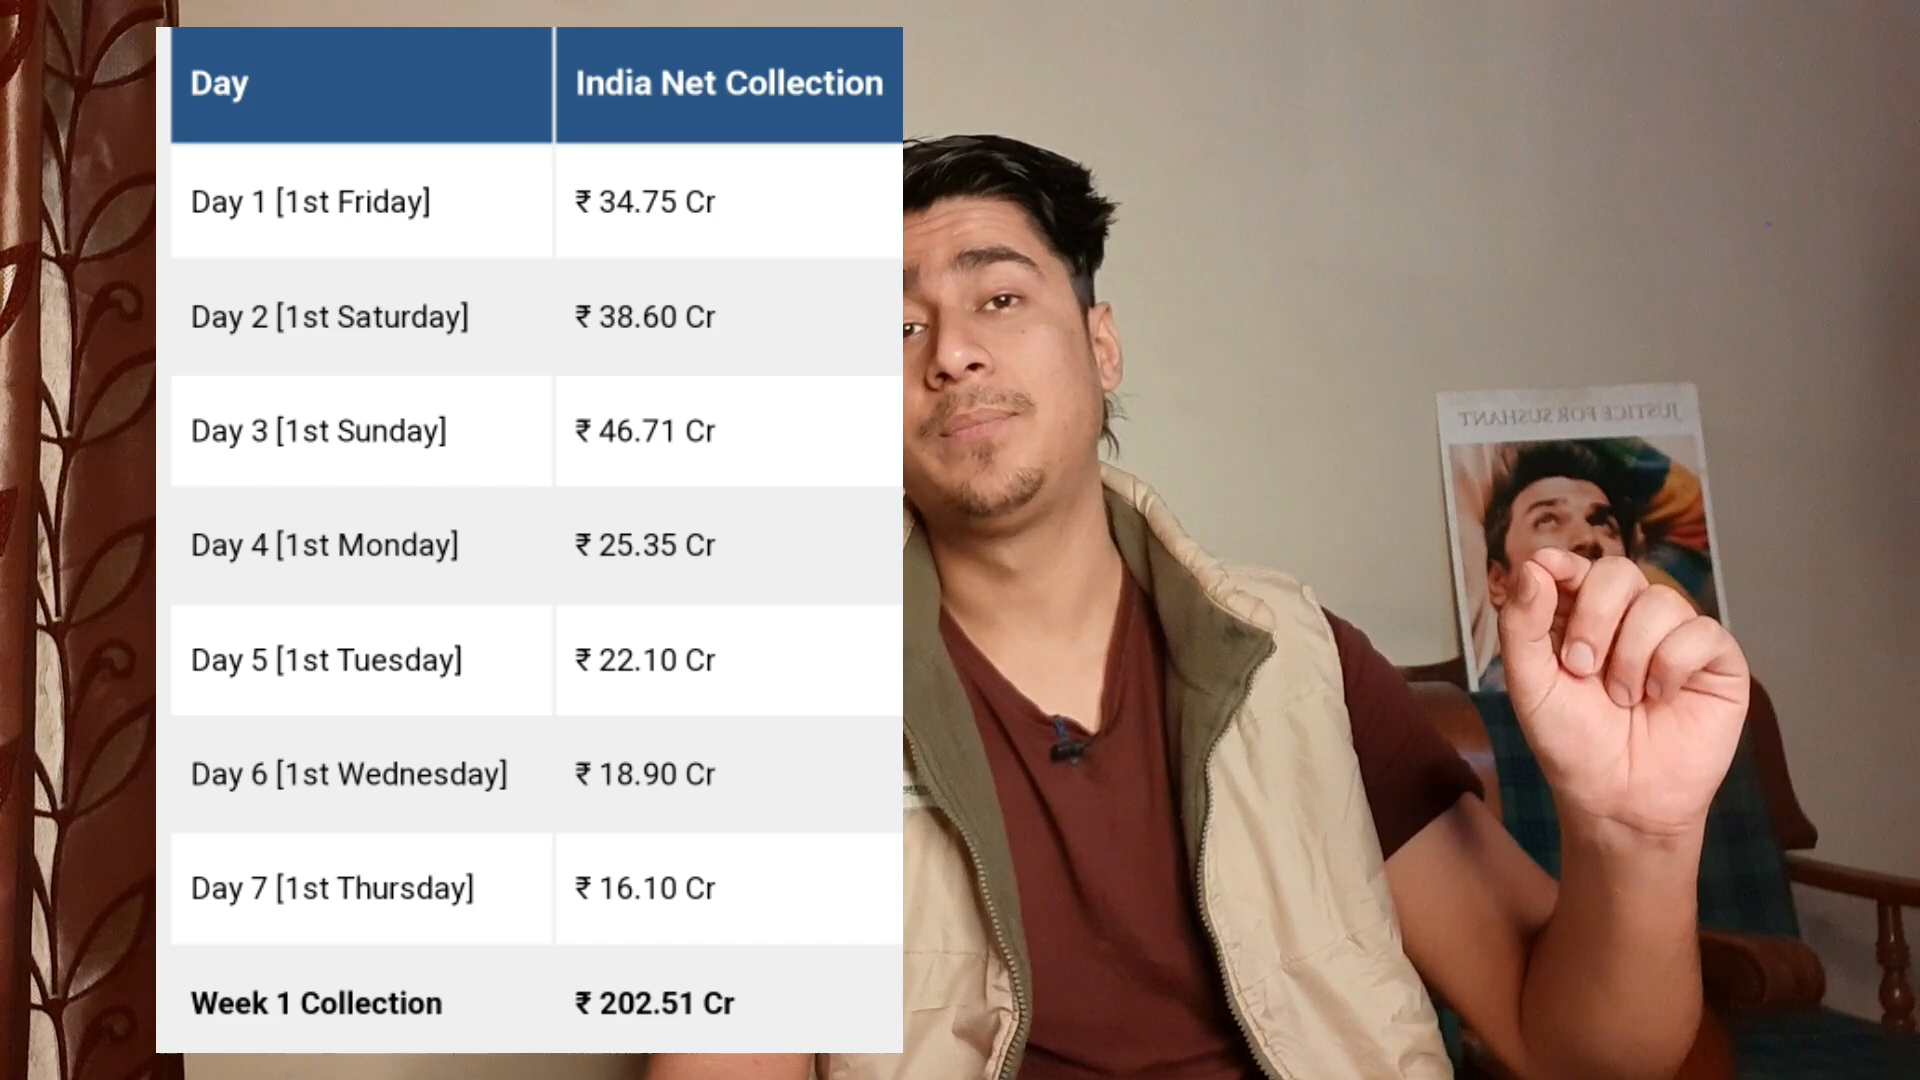 Day India Net Collection
Day 1 [1st Friday] ₹ 34.75 Cr
Day 2 [1st Saturday] ₹ 38.60 Cr
Day 3 [1st Sunday] ₹ 46.71 Cr
Day 4 [1st Monday] ₹ 25.35 Cr
Day 5 [1st Tuesday] ₹ 22.10 Cr
Day 6 [1st Wednesday] ₹ 18.90 Cr
Day 7 [1st Thursday] ₹ 16.10 Cr
Week 1 Collection ₹ 202.51 Cr
JUSTICE FOR SUSHANT